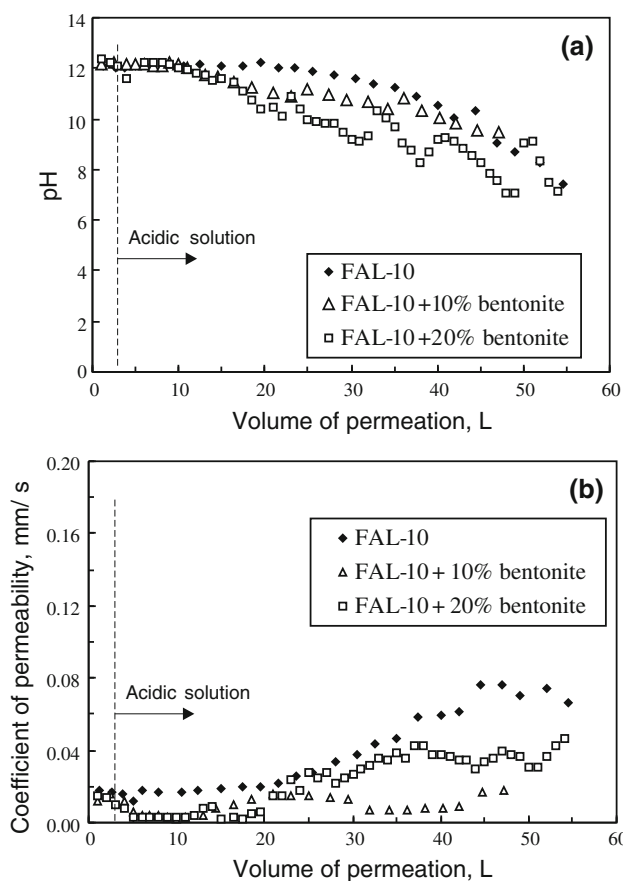 (a)
14
12
10
8
6
4
2
0
pH
Acidic solution
FAL-10
FAL-10+10% bentonite
FAL-10+20% bentonite
0 10 20 30 40 50 60
Volume of permeation, L
(b)
0.20
0.16
0.12
0.08
0.04
0.00
Coefficient of permeability, mm/ s
FAL-10
FAL-10+ 10% bentonite
FAL-10+ 20% bentonite
Acidic solution
0 10 20 30 40 50 60
Volume of permeation, L